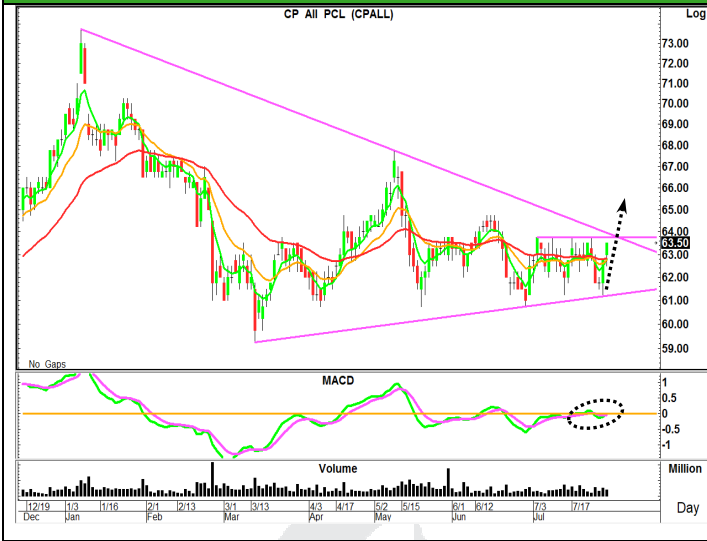 CP All PCL (CPALL)
Log
73.00
72.00
71.00
70.00
69.00
68.00
67.00
66.00
65.00
64.00
63.50
63.00
62.00
61.00
60.00
59.00
No Gaps
MACD
1
0.5
0
-0.5
-1
Volume
Million
12/19 1/3 1/16 2/1 2/13 3/1 3/13 4/3 4/17 5/2 5/15 6/1 6/12 7/3 7/17
Dec Jan Feb Mar Apr May Jun Jul
Day